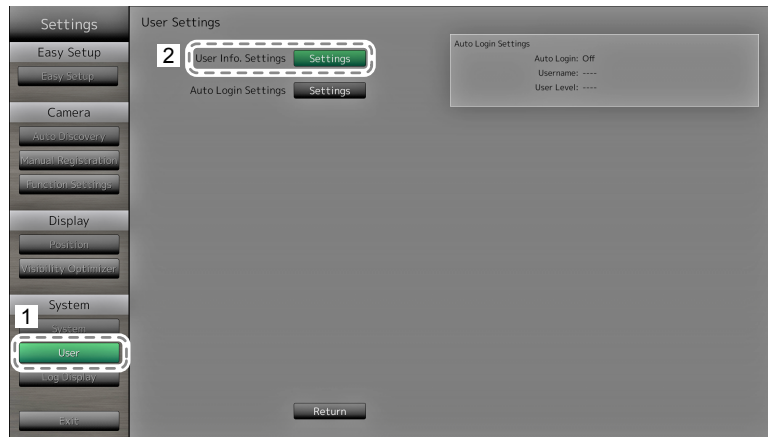 Settings
Easy Setup
Easy Setup
Camera
Auto Discovery
Manual Registration
Function Settings
Display
Position
Visibility Optimizer
System
1
System
User
Log Display
Exit
User Settings
2
User Info. Settings Settings
Auto Login Settings Settings
Auto Login Settings
Auto Login: Off
Username: ----
User Level: ----
Return